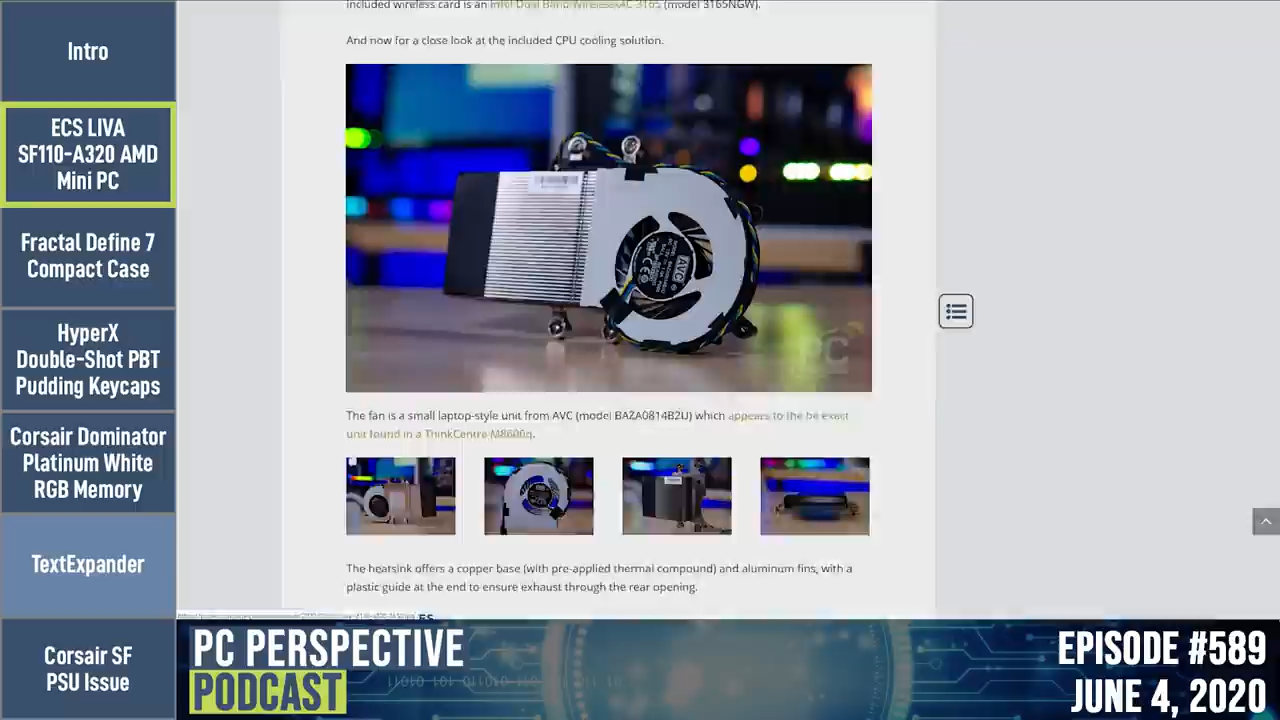 Intro
ECS LIVA
SF110-A320 AMD
Mini PC
Fractal Define 7
Compact Case
HyperX
Double-Shot PBT
Pudding Keycaps
Corsair Dominator
Platinum White
RGB Memory
TextExpander
Corsair SF
PSU Issue
included wireless card is an Intel Dual Band Wireless-AC 3165 (model 3165NGW).
And now for a close look at the included CPU cooling solution.
AVC
The fan is a small laptop-style unit from AVC (model BAZA0814B2U) which appears to the be exact
unit found in a ThinkCentre M8600q.
The heatsink offers a copper base (with pre-applied thermal compound) and aluminum fins, with a
plastic guide at the end to ensure exhaust through the rear opening.
PC PERSPECTIVE
PODCAST
EPISODE #589
JUNE 4, 2020